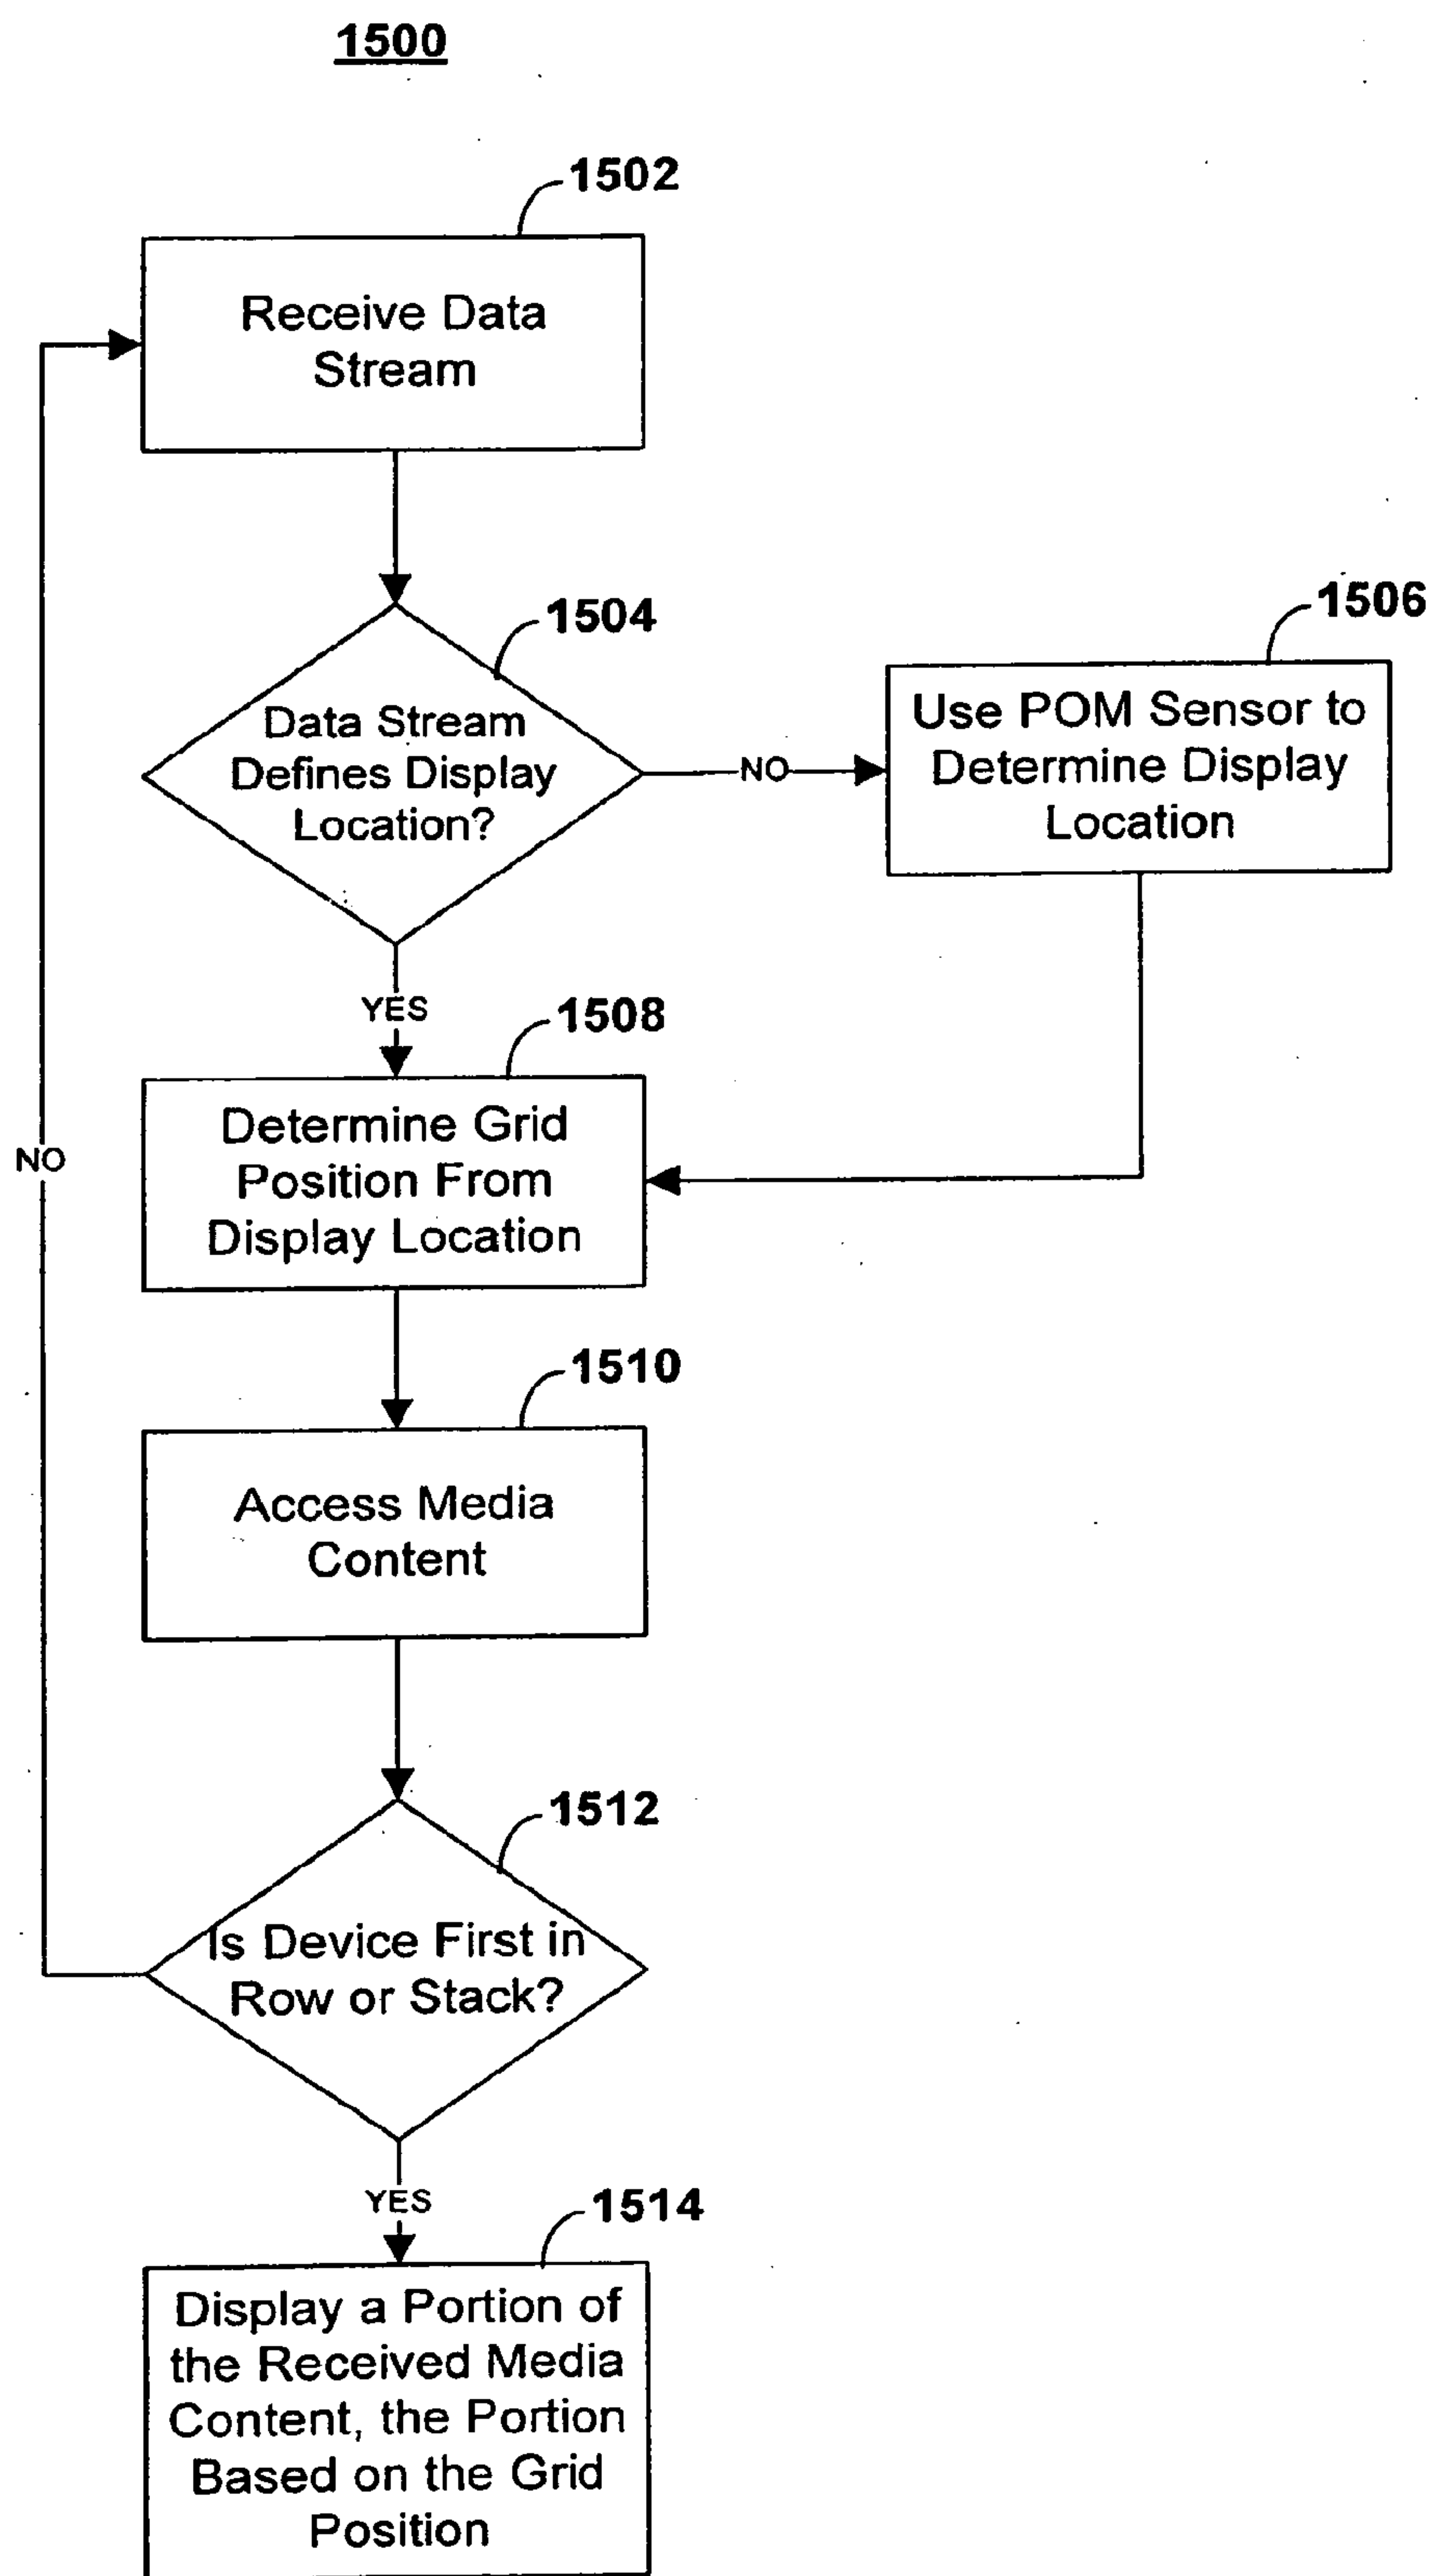 1500
1502
Receive Data
Stream
1504
Data Stream
Defines Display
Location?
NO
1506
Use POM Sensor to
Determine Display
Location
YES
1508
Determine Grid
Position From
Display Location
NO
1510
Access Media
Content
1512
Is Device First in
Row or Stack?
YES
1514
Display a Portion of
the Received Media
Content, the Portion
Based on the Grid
Position